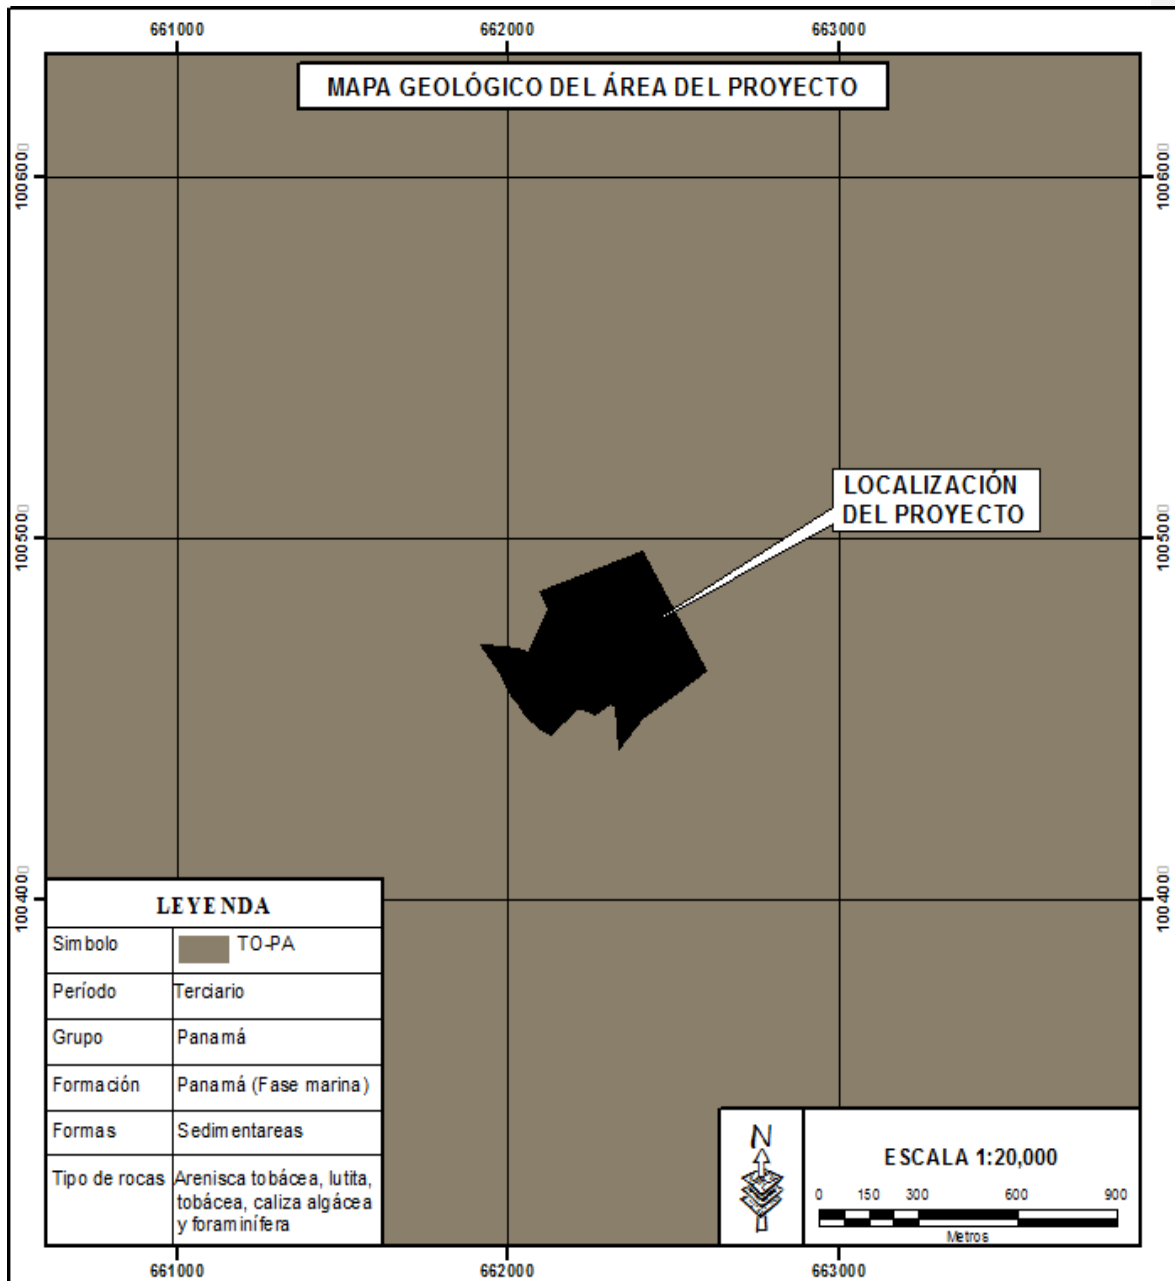 661000 662000 663000
MAPA GEOLÓGICO DEL ÁREA DEL PROYECTO
1006000 1006000
LOCALIZACIÓN
DEL PROYECTO
1005000 1005000
1004000 1004000
LEYENDA
Simbolo TO-PA
Período Terciario
Grupo Panamá
Formación Panamá (Fase marina)
Formas Sedimentareas
Tipo de rocas Arenisca tobácea, lutita,
tobácea, caliza algácea
y foraminífera
N
ESCALA 1:20,000
0 150 300 600 900
Metros
661000 662000 663000